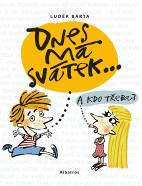 LUDĚK BÁRTA
DNES
MÁ
SVÁTEK...
A KDO TŘEBA?
Albatros